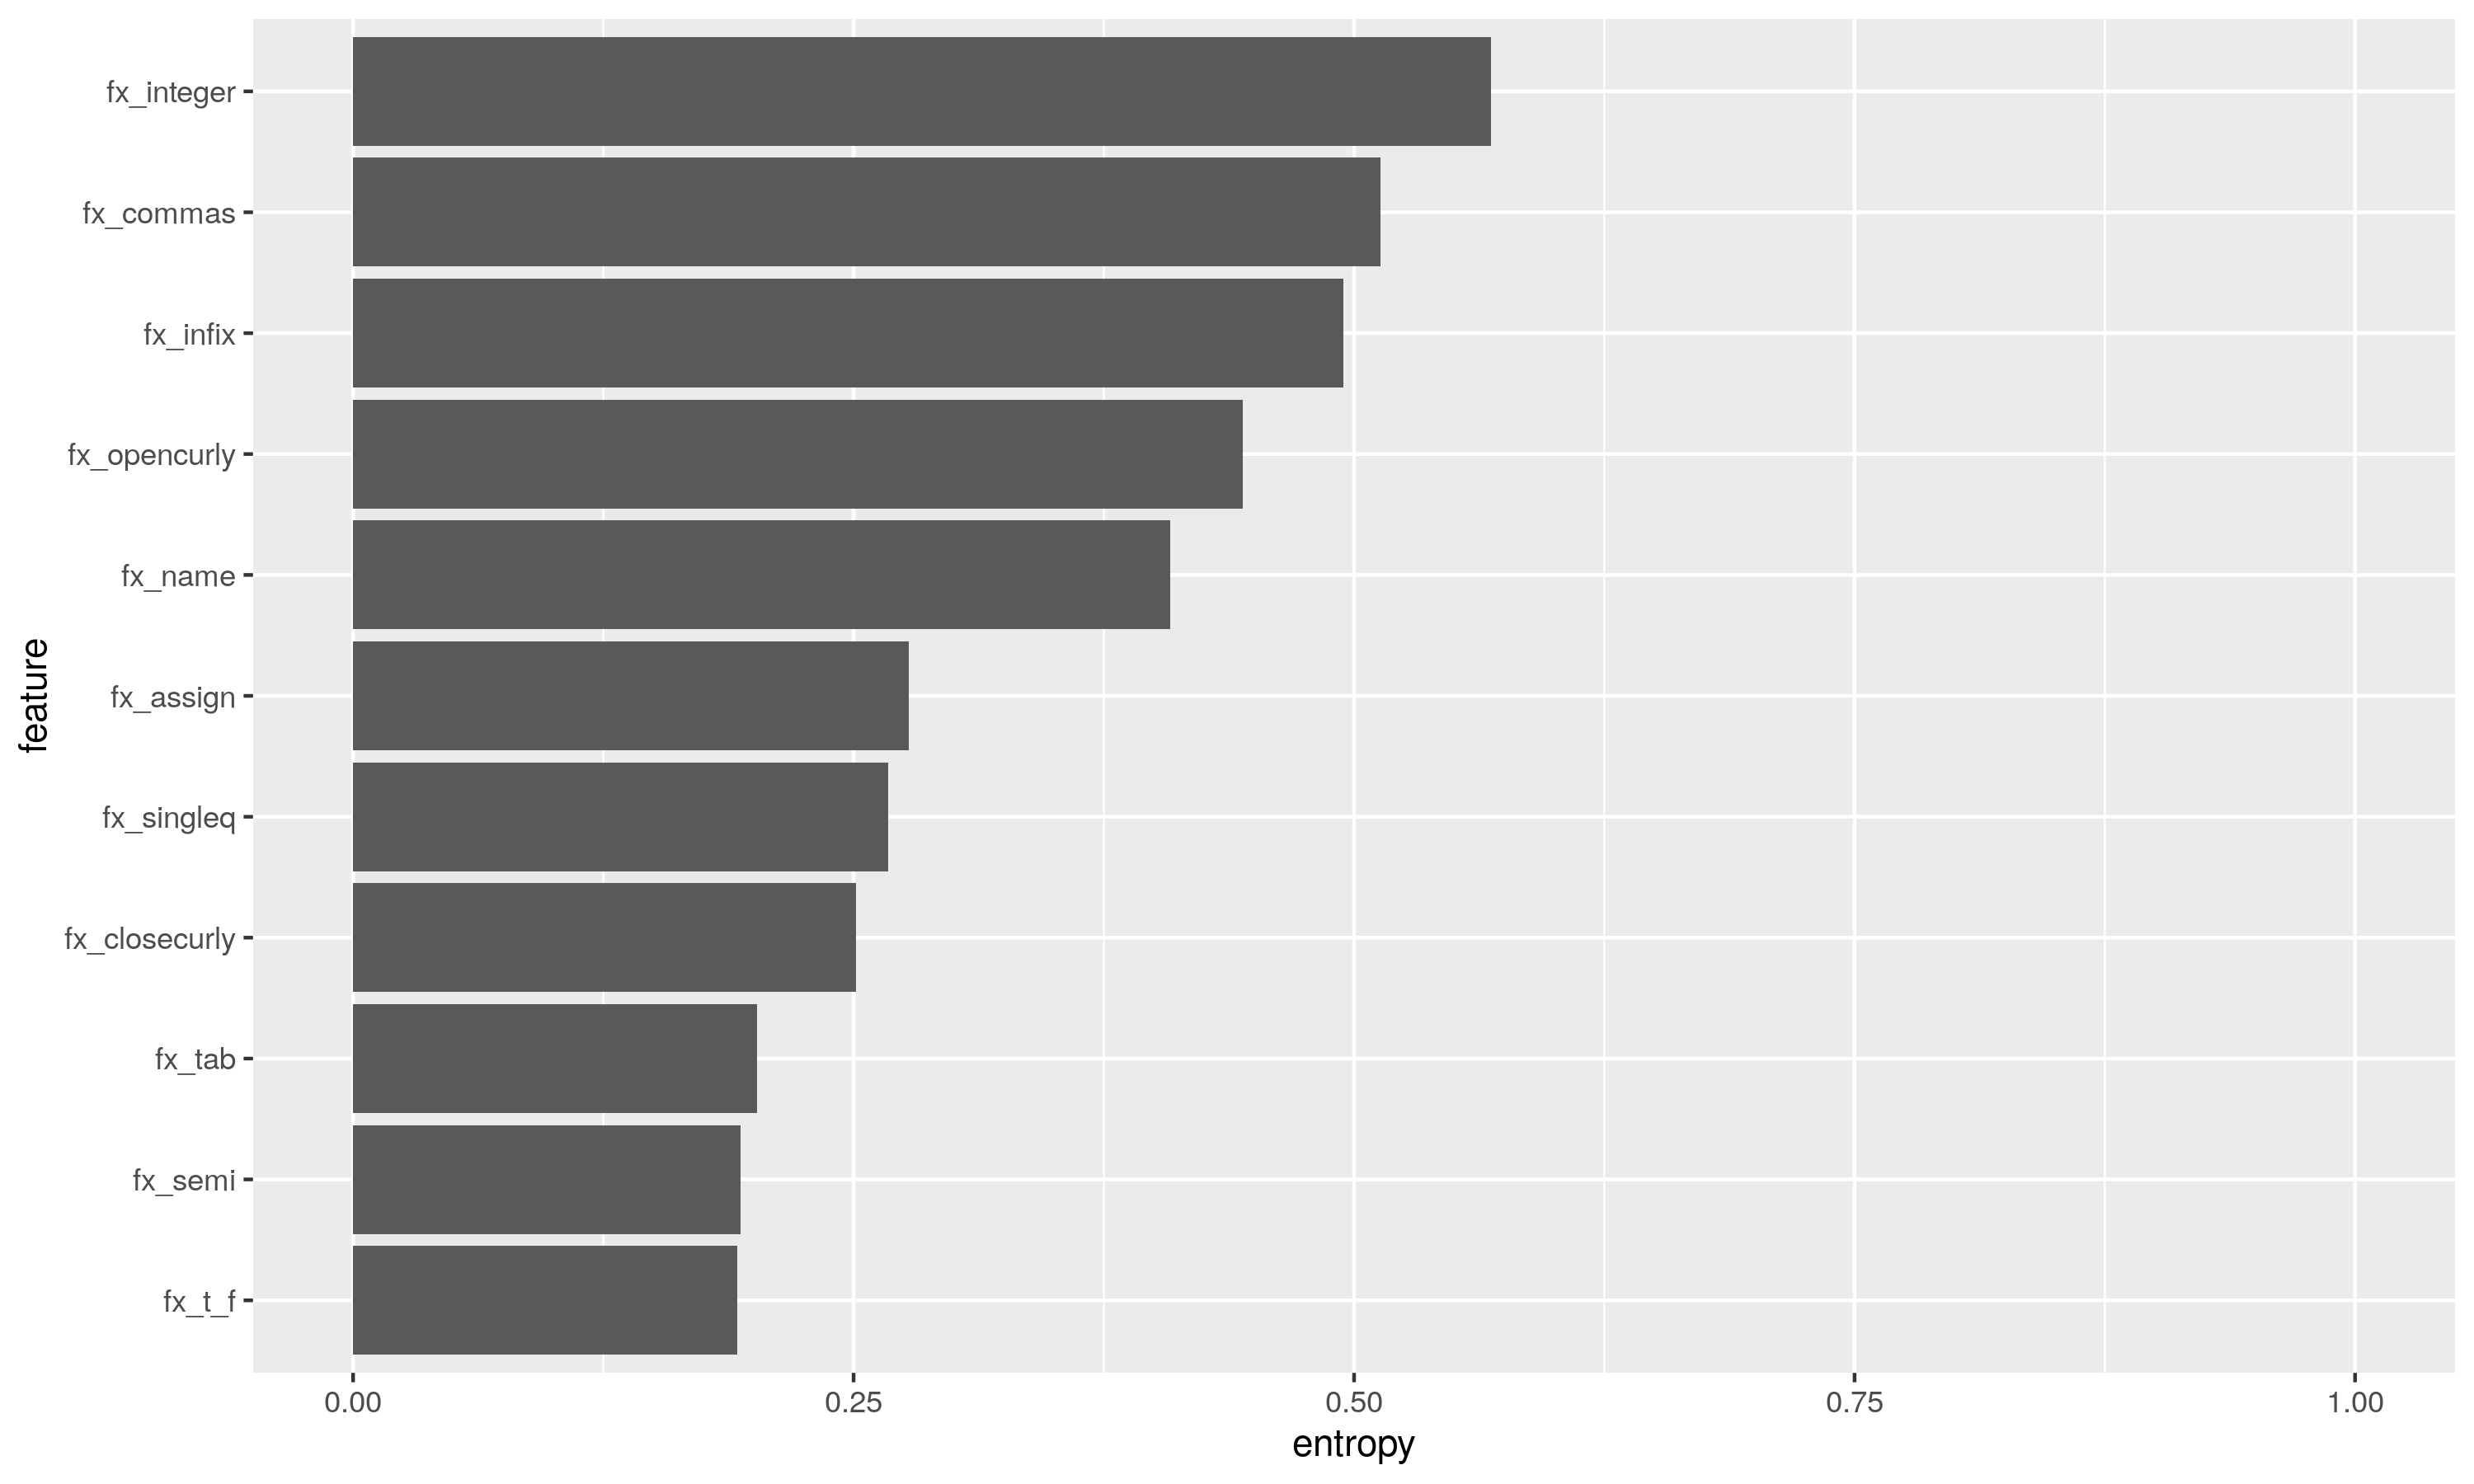 fx_integer
fx_commas
fx_infix
fx_opencurly
fx_name
fx_assign
fx_singleq
fx_closecurly
fx_tab
fx_semi
fx_t_f
feature
0.00 0.25 0.50 0.75 1.00
entropy